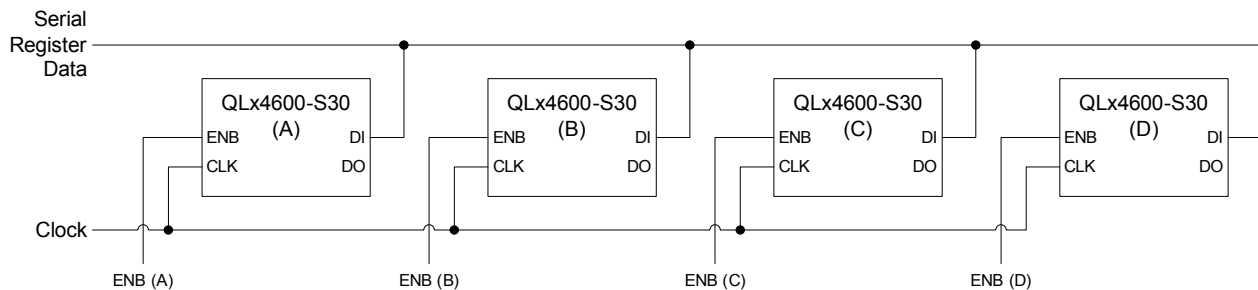 Serial
Register
Data
QLx4600-S30
(A)
ENB
DI
CLK
DO
QLx4600-S30
(B)
ENB
DI
CLK
DO
QLx4600-S30
(C)
ENB
DI
CLK
DO
QLx4600-S30
(D)
ENB
DI
CLK
DO
Clock
ENB (A)
ENB (B)
ENB (C)
ENB (D)